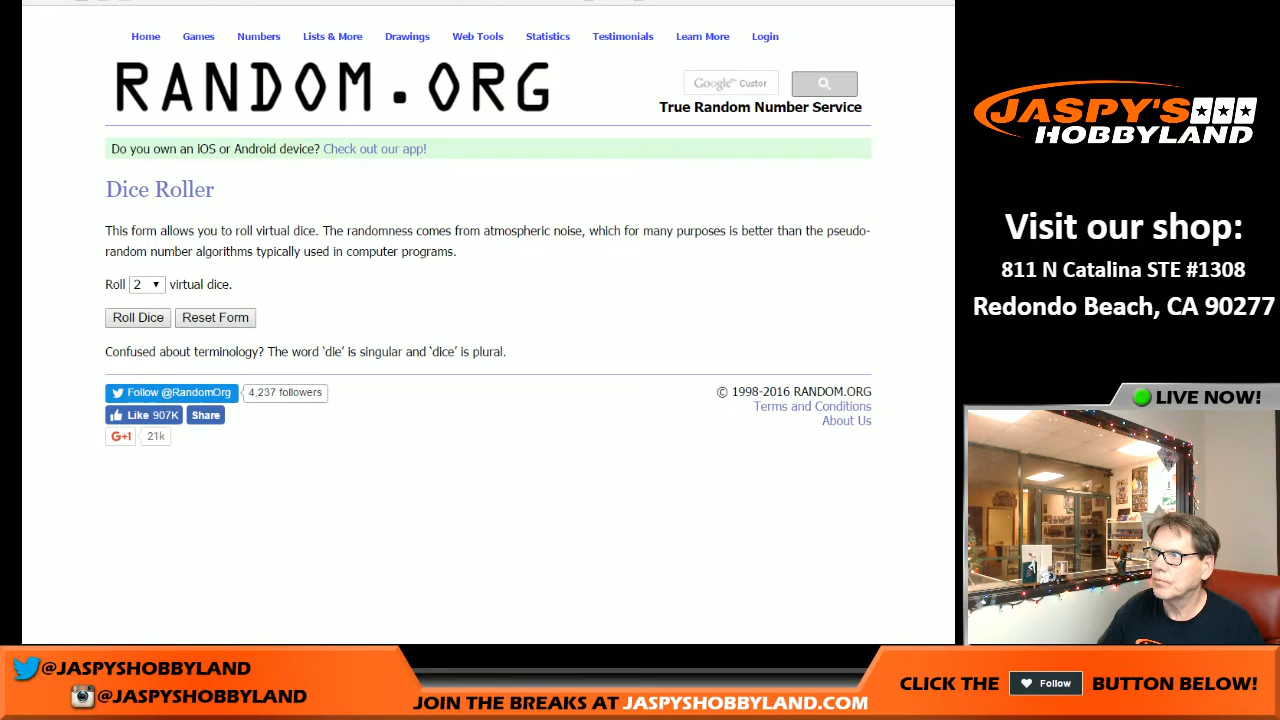 Home Games Numbers Lists & More Drawings Web Tools Statistics Testimonials Learn More Login
RANDOM.ORG
Google™ Custor
True Random Number Service
Do you own an iOS or Android device? Check out our app!
Dice Roller
This form allows you to roll virtual dice. The randomness comes from atmospheric noise, which for many purposes is better than the pseudo-
random number algorithms typically used in computer programs.
Roll 2 virtual dice.
Roll Dice Reset Form
Confused about terminology? The word ‘die’ is singular and ‘dice’ is plural.
Follow @RandomOrg 4,237 followers
Like 907K Share
G+1 21k
© 1998-2016 RANDOM.ORG
Terms and Conditions
About Us
JASPY'S
HOBBYLAND
Visit our shop:
811 N Catalina STE #1308
Redondo Beach, CA 90277
LIVE NOW!
@JASPYSHOBBYLAND
@JASPYSHOBBYLAND
JOIN THE BREAKS AT JASPYSHOBBYLAND.COM
CLICK THE Follow BUTTON BELOW!